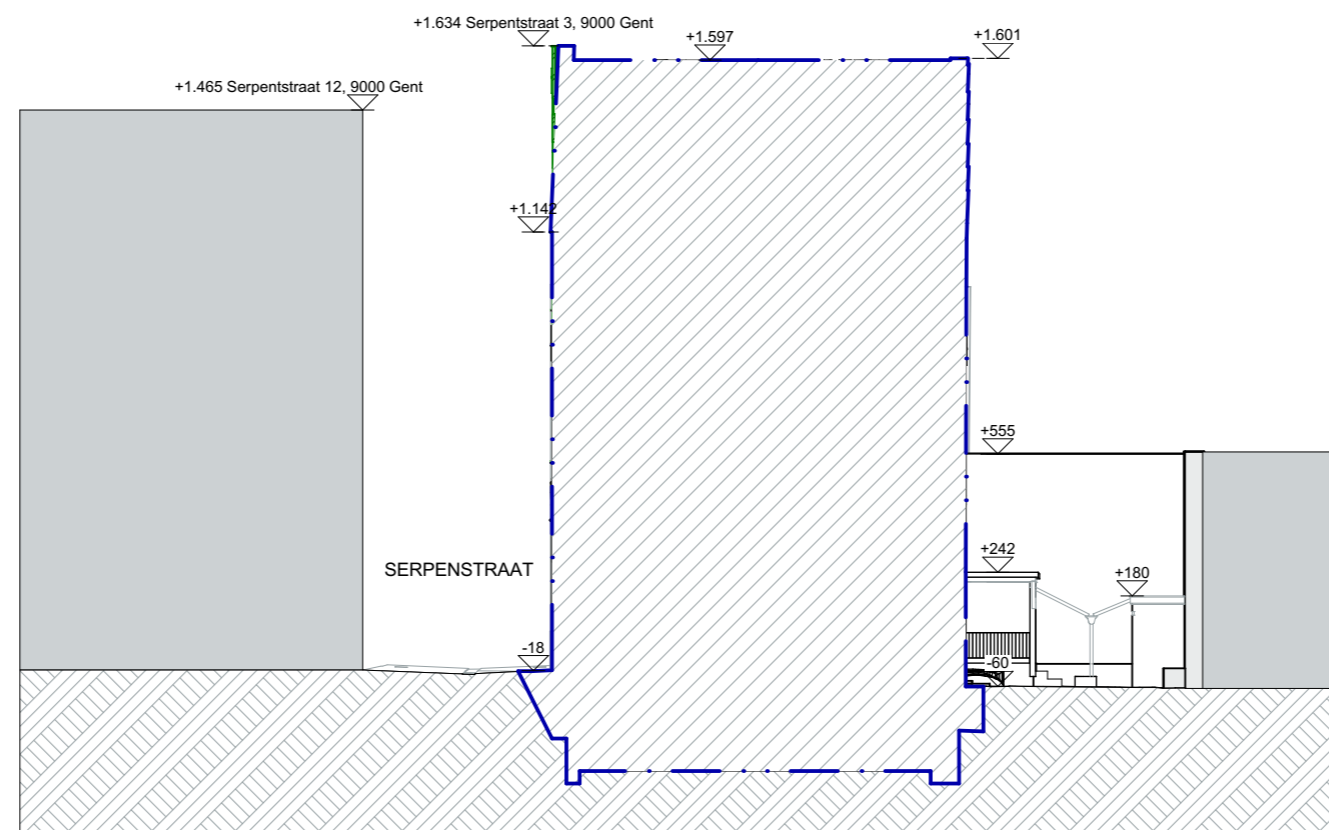 +1.634 Serpentstraat 3, 9000 Gent
+1.597
+1.601
+1.465 Serpentstraat 12, 9000 Gent
+1.142
+555
+242
SERPENSTRAAT
+180
-18
-60